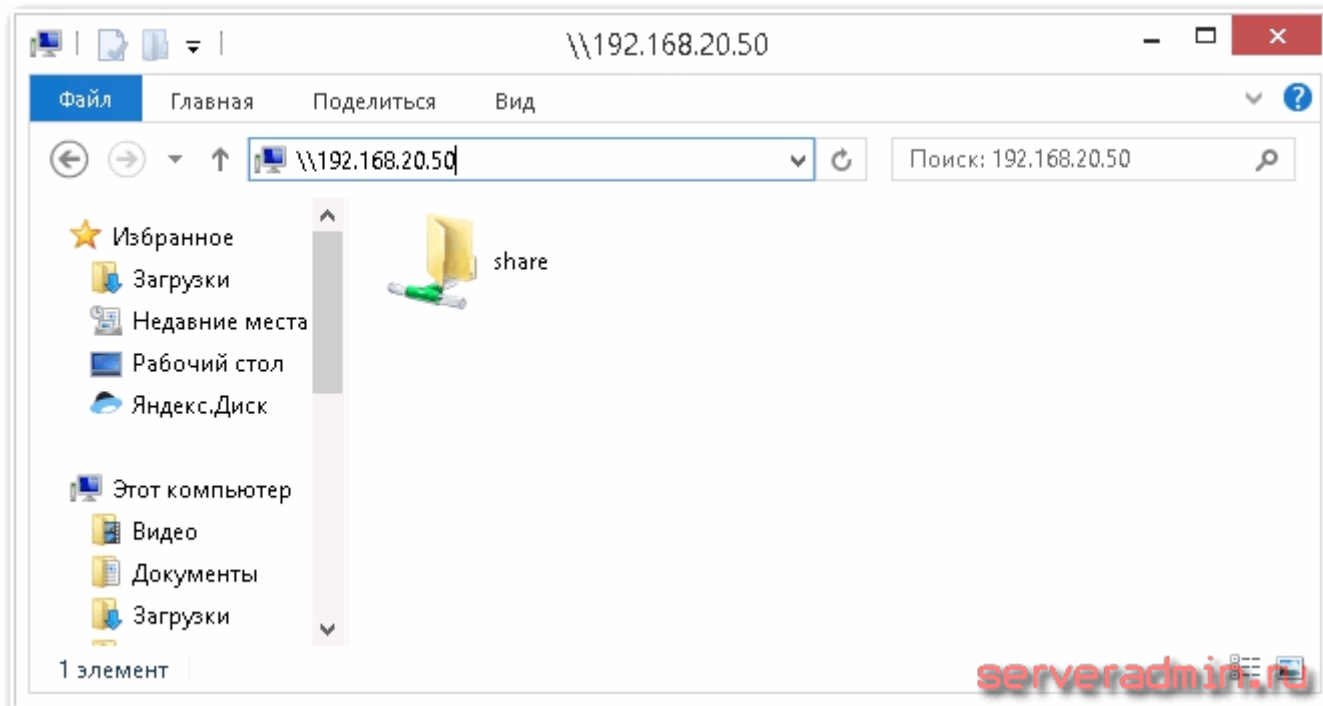 \\192.168.20.50
Файл Главная Поделиться Вид
\\192.168.20.50 Поиск: 192.168.20.50
Избранное
Загрузки
Недавние места
Рабочий стол
Яндекс.Диск
Этот компьютер
Видео
Документы
Загрузки
share
1 элемент
serveradmin.ru